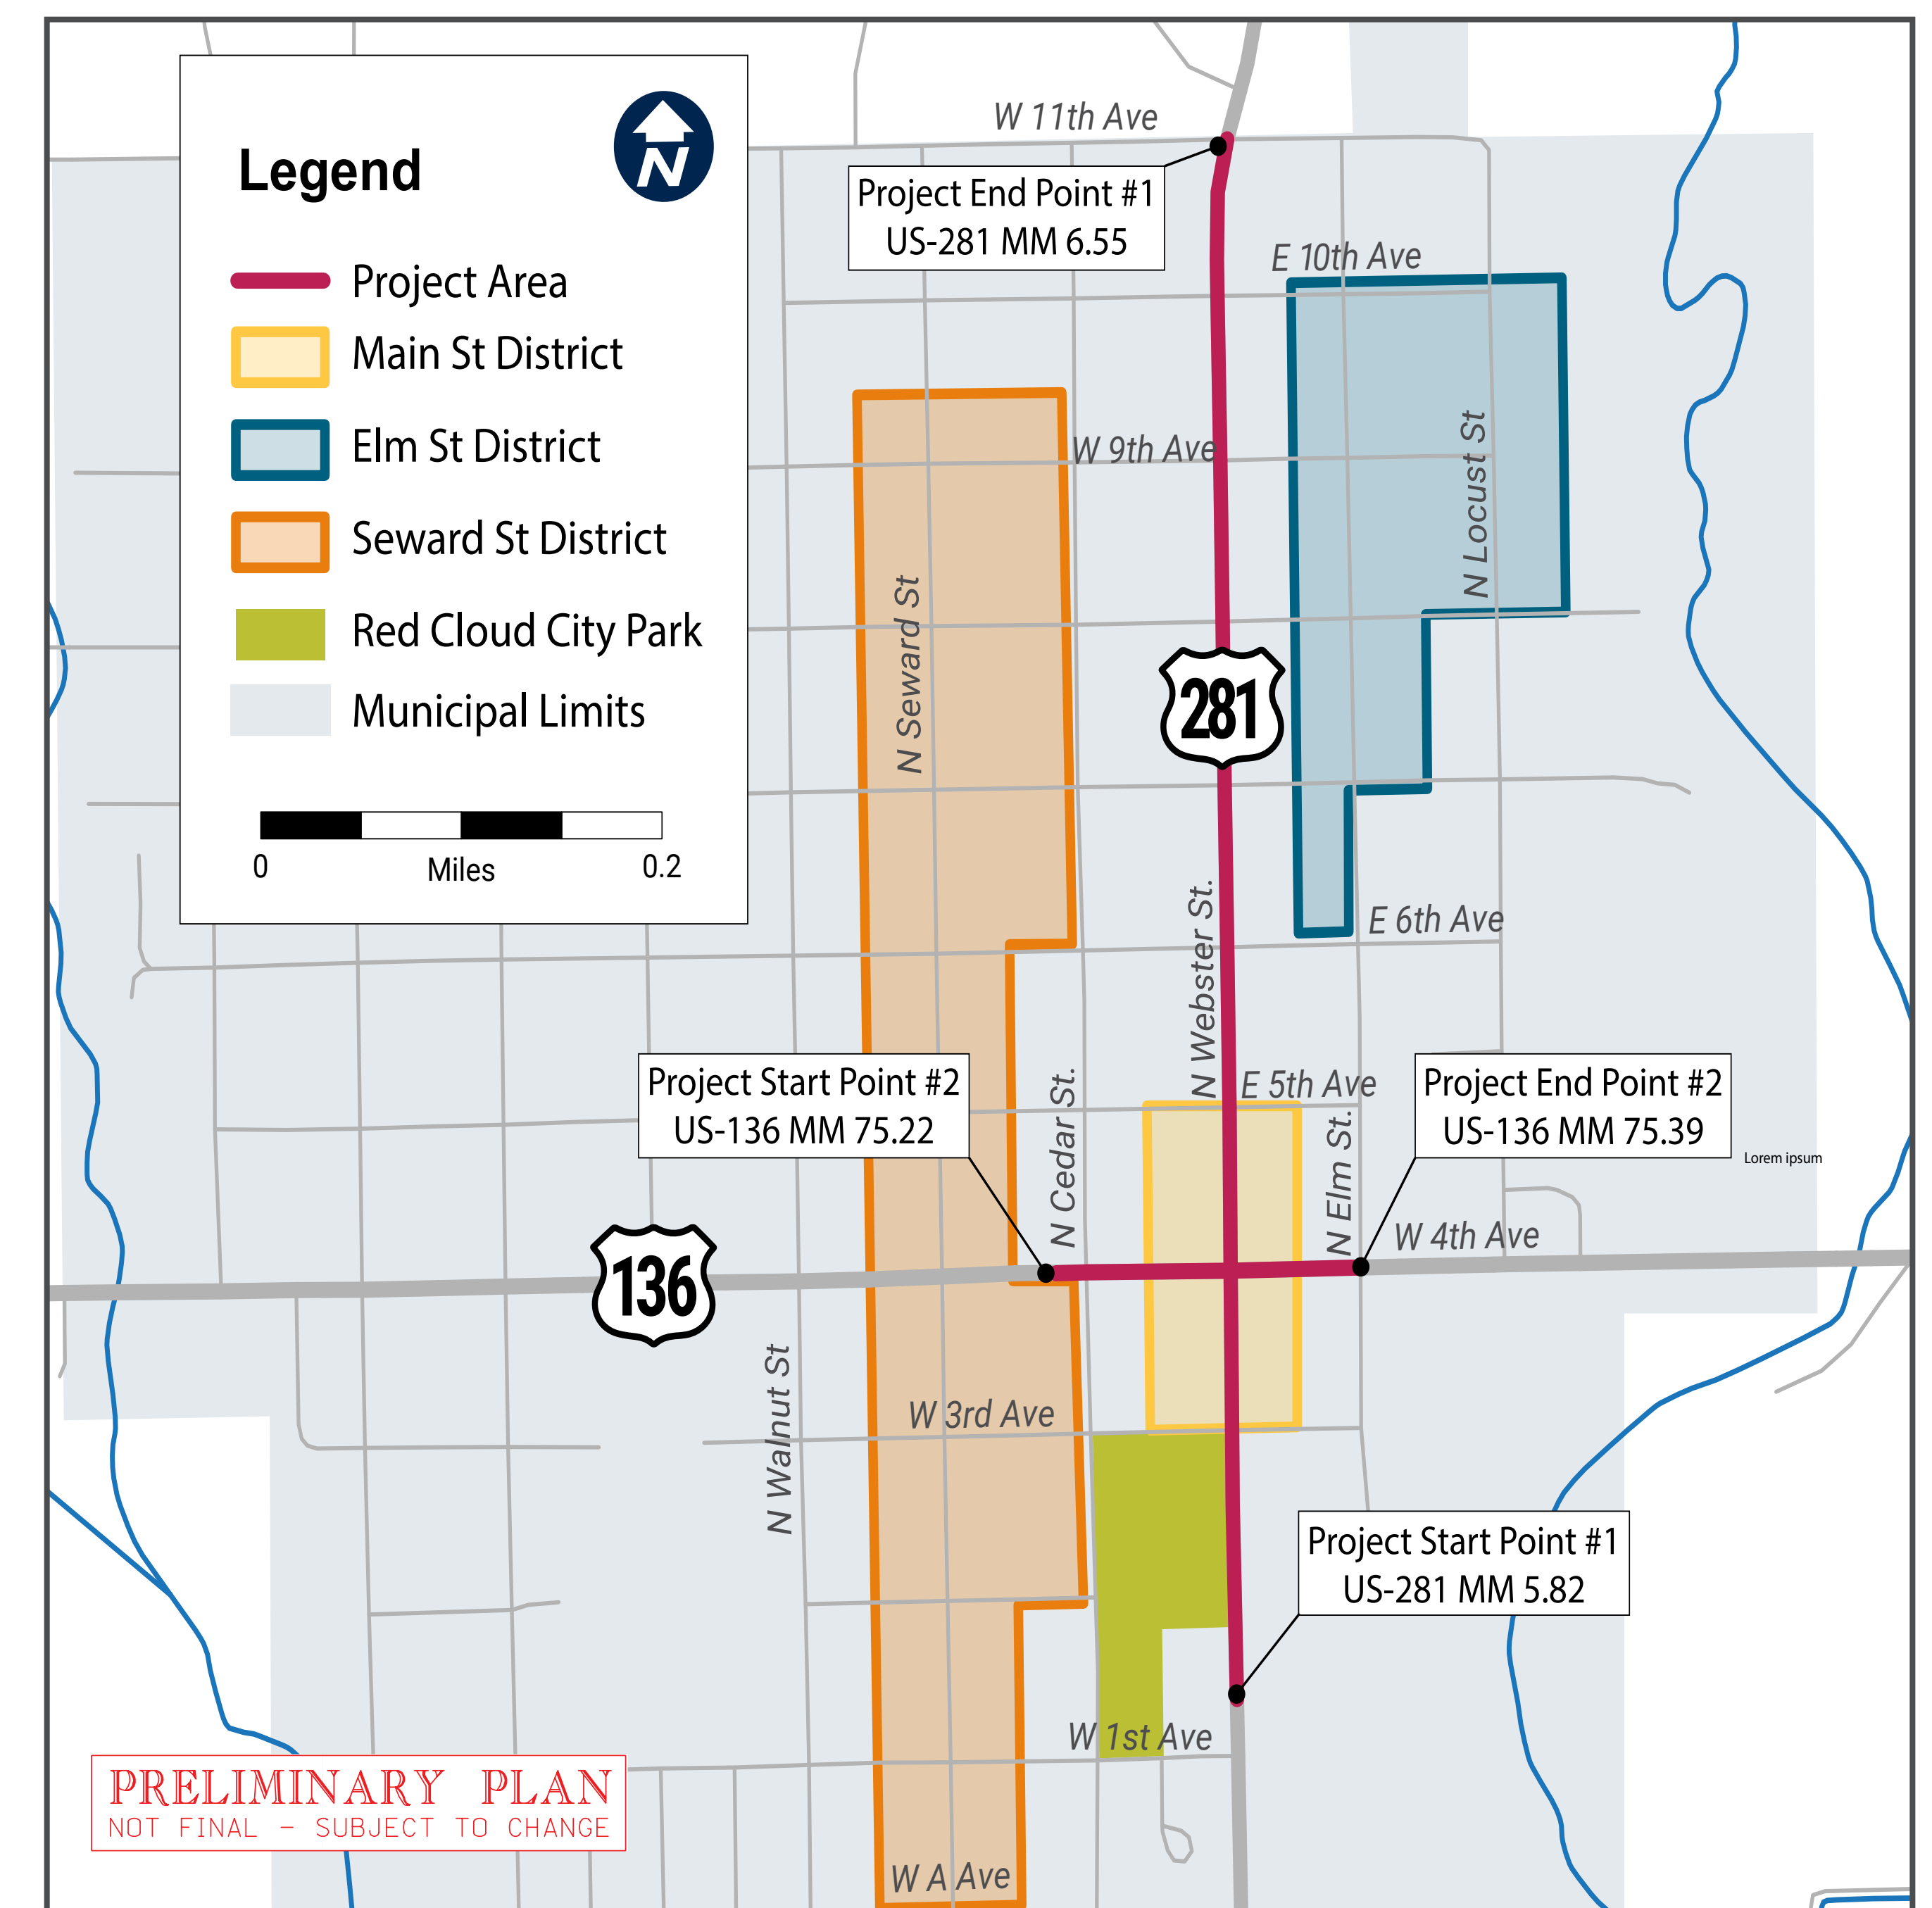 Legend
N
Project Area
Main St District
Elm St District
Seward St District
Red Cloud City Park
Municipal Limits
0
Miles
0.2
W 11th Ave
Project End Point #1
US-281 MM 6.55
E 10th Ave
W 9th Ave
N Locust St
N Seward St
281
N Webster St.
E 6th Ave
Project Start Point #2
US-136 MM 75.22
N Cedar St.
E 5th Ave
N Elm St.
Project End Point #2
US-136 MM 75.39
Lorem ipsum
W 4th Ave
136
N Walnut St
W 3rd Ave
Project Start Point #1
US-281 MM 5.82
W 1st Ave
PRELIMINARY PLAN
NOT FINAL - SUBJECT TO CHANGE
W A Ave